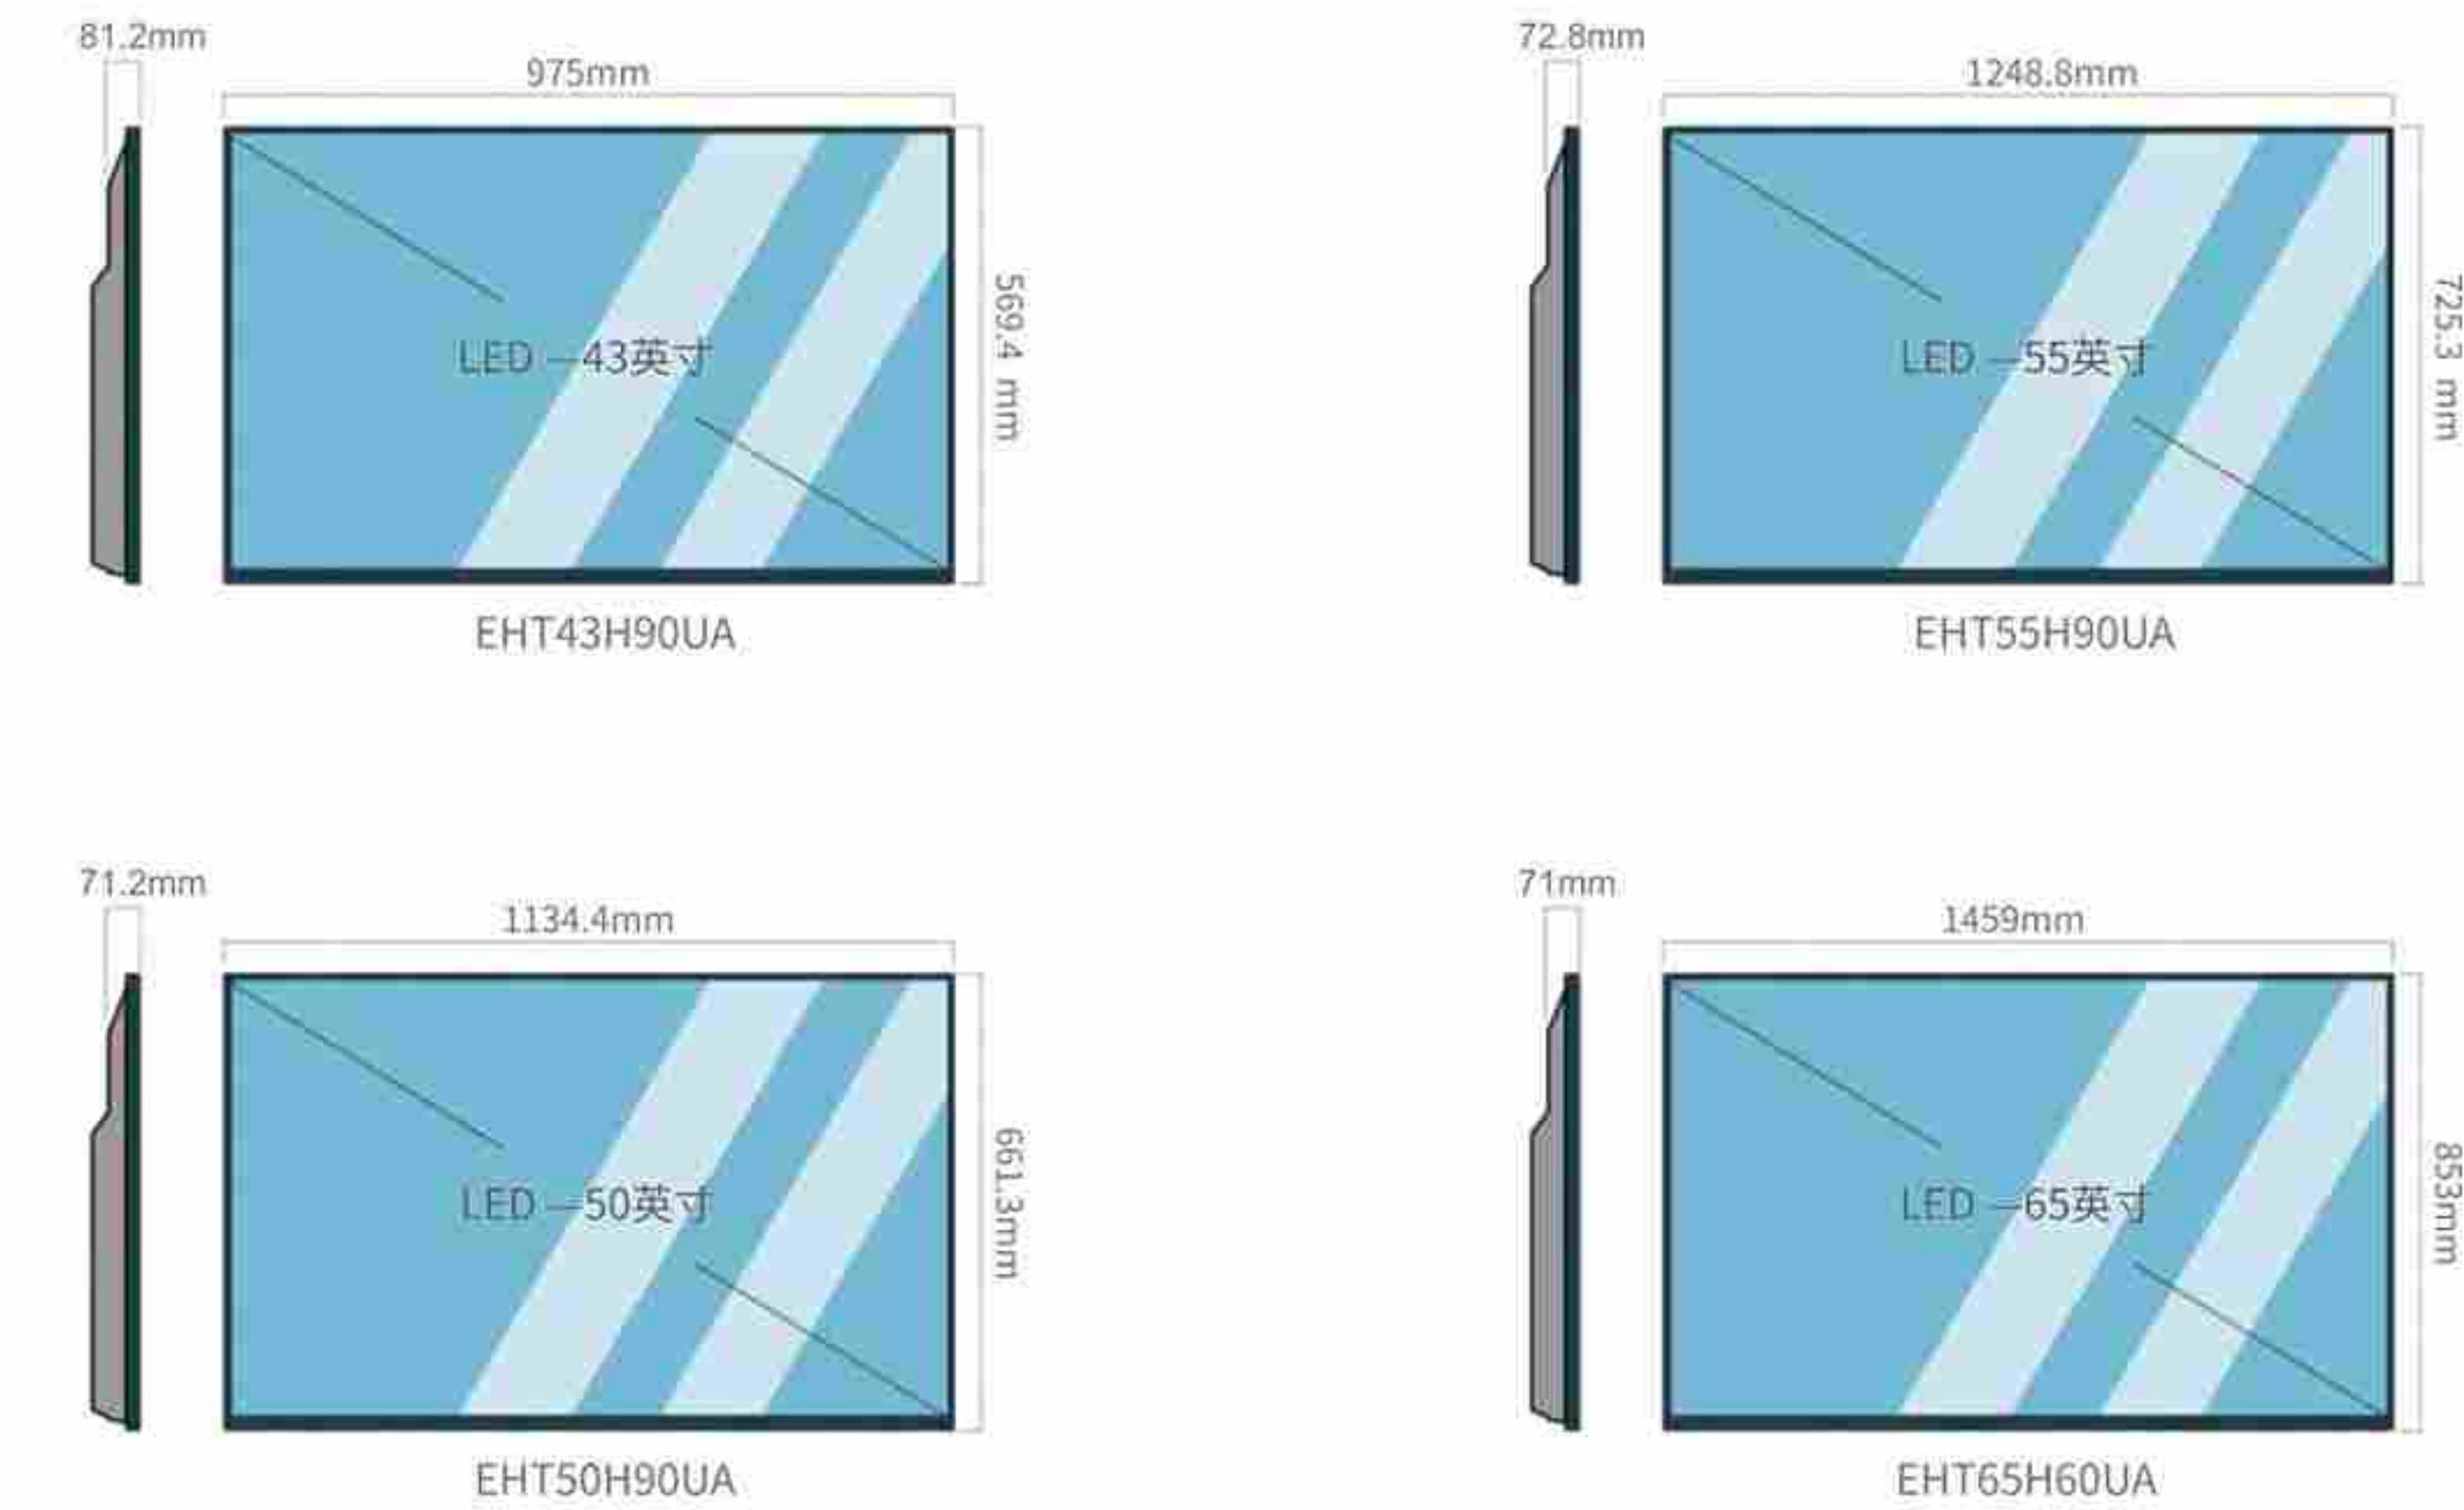 81.2mm
975mm
569.4 mm
LED —43英寸
EHT43H90UA
72.8mm
1248.8mm
725.3 mm
LED —55英寸
EHT55H90UA
71.2mm
1134.4mm
661.3mm
LED —50英寸
EHT50H90UA
71mm
1459mm
853mm
LED —65英寸
EHT65H60UA